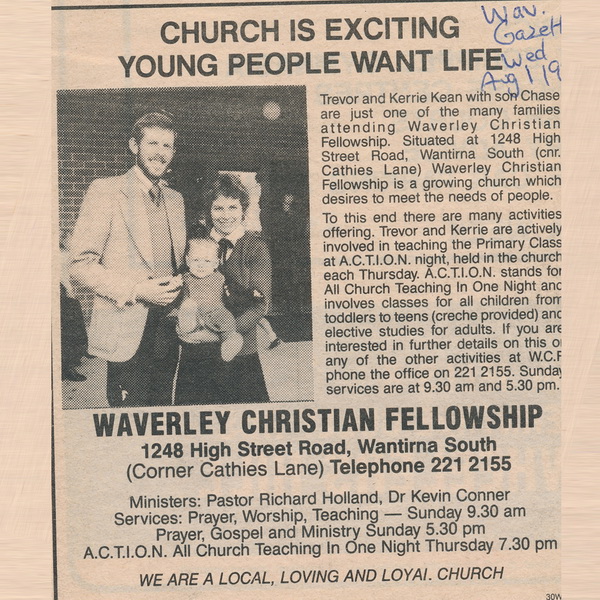 CHURCH IS EXCITING
YOUNG PEOPLE WANT LIFE
Wav.
Gazett
Wed
Aug 1 19
Trevor and Kerrie Kean with son Chase
are just one of the many families
attending Waverley Christian
Fellowship. Situated at 1248 High
Street Road, Wantirna South (cnr.
Cathies Lane) Waverley Christian
Fellowship is a growing church which
desires to meet the needs of people.
To this end there are many activities
offering. Trevor and Kerrie are actively
involved in teaching the Primary Class
at A.C.T.I.O.N. night, held in the church
each Thursday. A.C.T.I.O.N. stands for
All Church Teaching In One Night and
involves classes for all children from
toddlers to teens (creche provided) and
elective studies for adults. If you are
interested in further details on this o
any of the other activities at W.C.F
phone the office on 221 2155. Sunday
services are at 9.30 am and 5.30 pm.
WAVERLEY CHRISTIAN FELLOWSHIP
1248 High Street Road, Wantirna South
(Corner Cathies Lane) Telephone 221 2155
Ministers: Pastor Richard Holland, Dr Kevin Conner
Services: Prayer, Worship, Teaching — Sunday 9.30 am
Prayer, Gospel and Ministry Sunday 5.30 pm
A.C.T.I.O.N. All Church Teaching In One Night Thursday 7.30 pm
WE ARE A LOCAL, LOVING AND LOYAL CHURCH
30W